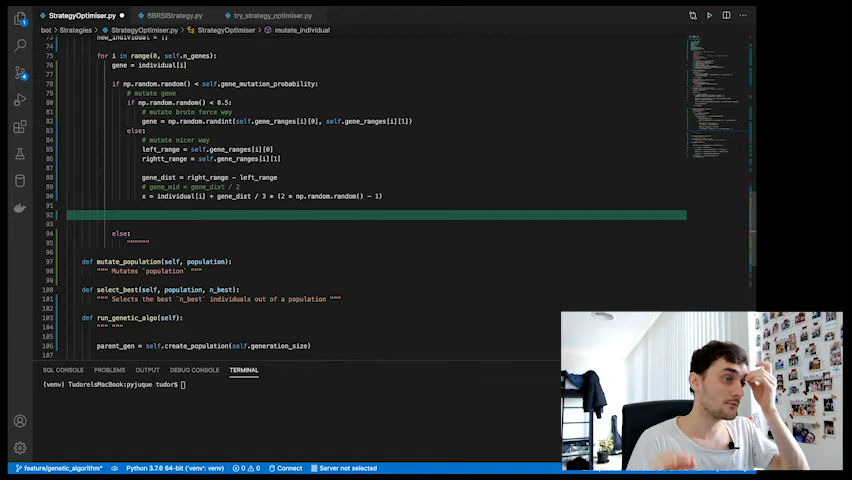 StrategyOptimiser.py
BBRSIStrategy.py
try_strategy_optimiser.py
bot > Strategies > StrategyOptimiser.py > StrategyOptimiser > mutate_individual
73 new_individual = []
74
75 for i in range(0, self.n_genes):
76 gene = individual[i]
77
78 if np.random.random() < self.gene_mutation_probability:
79 # mutate gene
80 if np.random.random() < 0.5:
81 # mutate brute force way
82 gene = np.random.randint(self.gene_ranges[i][0], self.gene_ranges[i][1])
83 else:
84 # mutate nicer way
85 left_range = self.gene_ranges[i][0]
86 rightt_range = self.gene_ranges[i][1]
87
88 gene_dist = right_range - left_range
89 # gene_mid = gene_dist / 2
90 x = individual[i] + gene_dist / 3 * (2 * np.random.random() - 1)
91
92
93
94 else:
95 """"""
96
97 def mutate_population(self, population):
98 """ Mutates `population` """
99
100 def select_best(self, population, n_best):
101 """ Selects the best `n_best` individuals out of a population """
102
103 def run_genetic_algo(self):
104 """ """
105
106 parent_gen = self.create_population(self.generation_size)
107
SQL CONSOLE PROBLEMS OUTPUT DEBUG CONSOLE TERMINAL
(venv) TudorelsMacBook:pyjuque tudor$
feature/genetic_algorithm* Python 3.7.6 64-bit ('venv': venv) 0 0 Connect Server not selected